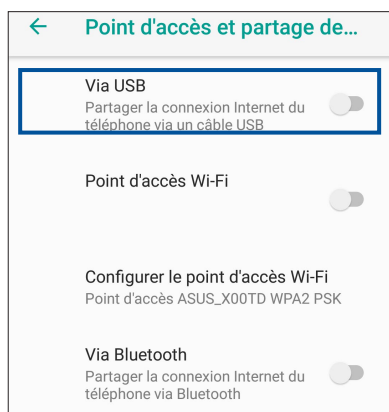 Point d'accès et partage de...
Via USB
Partager la connexion Internet du
téléphone via un câble USB
Point d'accès Wi-Fi
Configurer le point d'accès Wi-Fi
Point d'accès ASUS_X00TD WPA2 PSK
Via Bluetooth
Partager la connexion Internet du
téléphone via Bluetooth